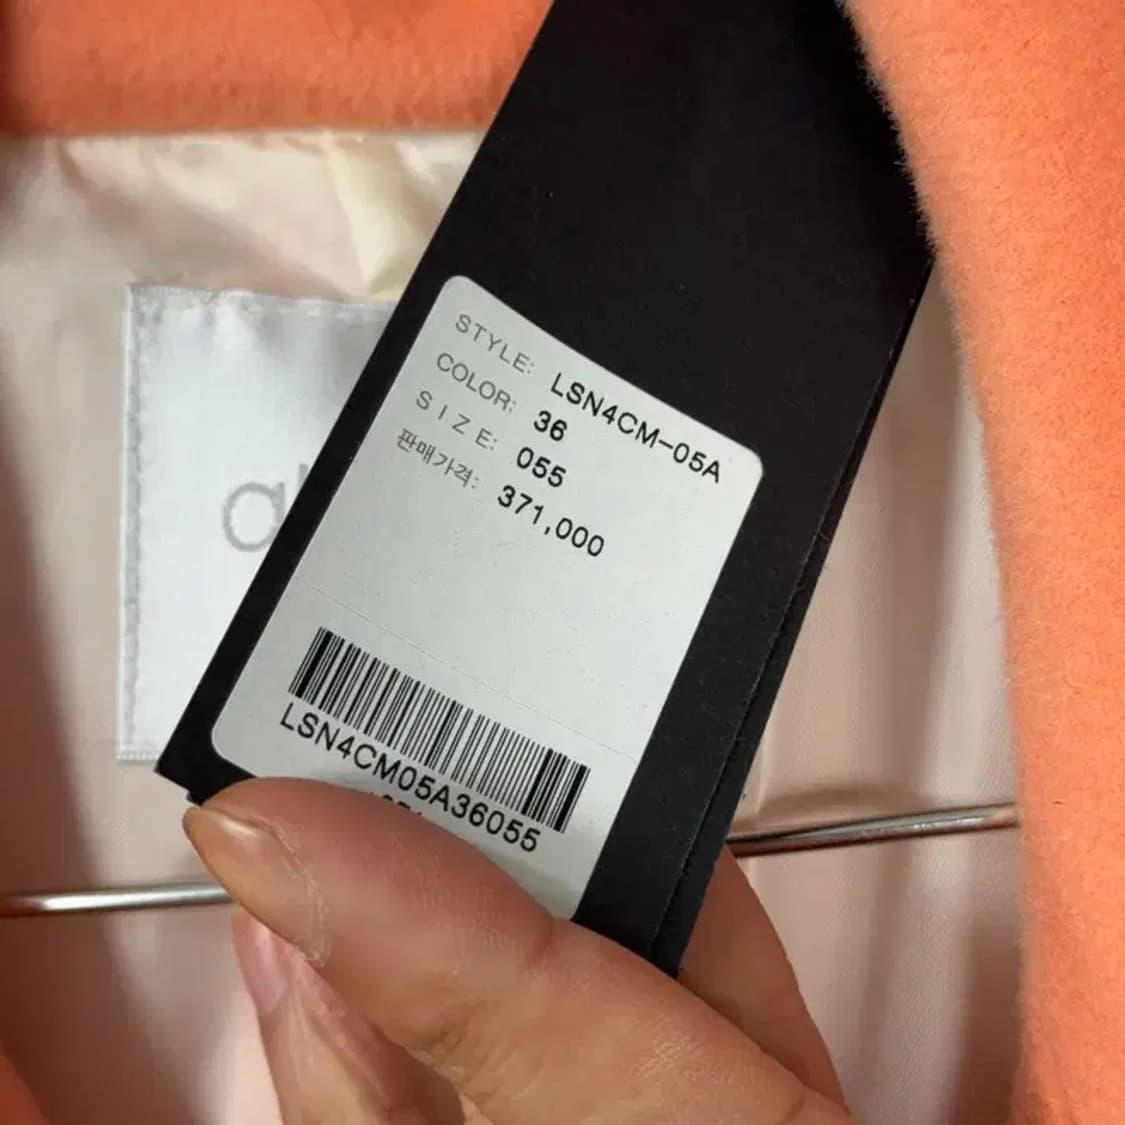 STYLE: LSN4CM-05A
COLOR: 36
SIZE: 055
판매가격: 371,000
LSN4CM05A36055